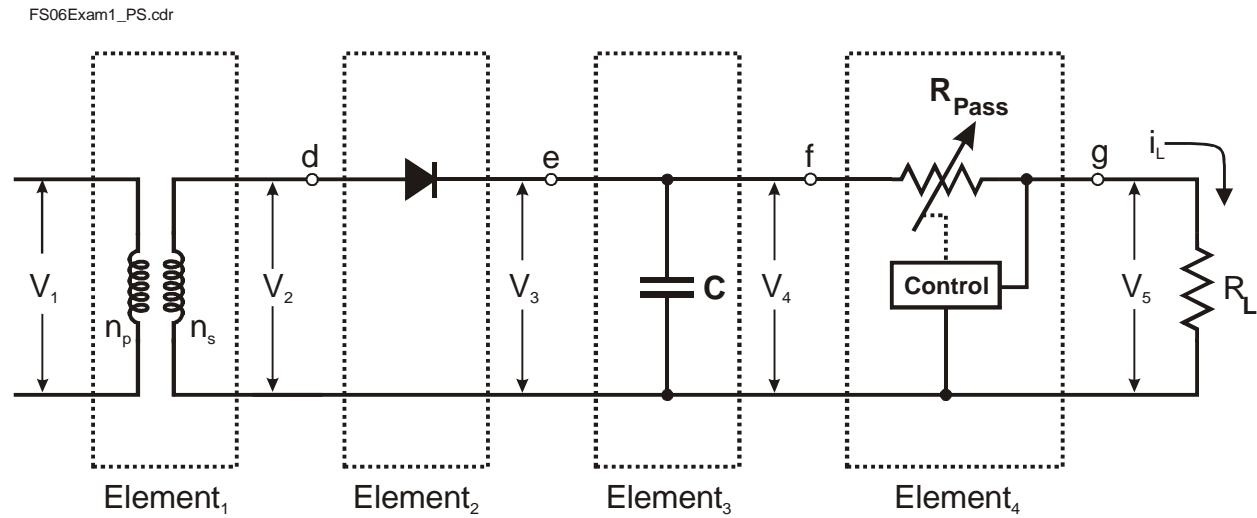 FS06Exam1_PS.cdr
R_Pass
d
e
f
g
i_L
V_1
n_p
n_s
V_2
V_3
C
V_4
Control
V_5
R_L
Element_1
Element_2
Element_3
Element_4